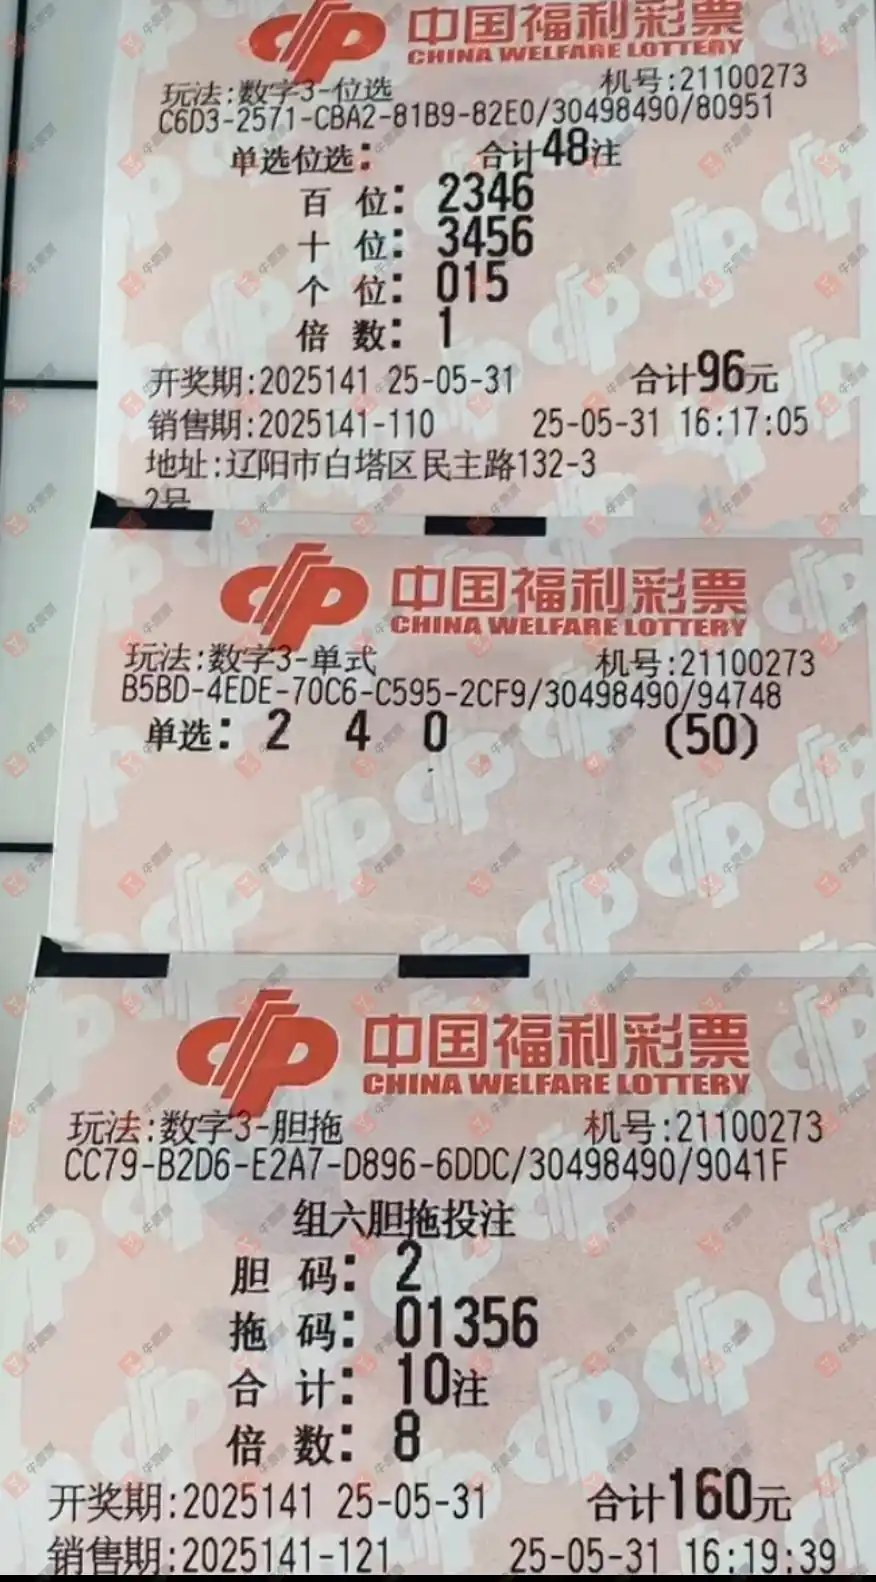 中国福利彩票
CHINA WELFARE LOTTERY
玩法:数字3-位选 机号:21100273
C6D3-2571-CBA2-81B9-82E0/30498490/80951
单选位选: 合计48注
百 位: 2346
十 位: 3456
个 位: 015
倍 数: 1
开奖期:2025141 25-05-31 合计96元
销售期:2025141-110 25-05-31 16:17:05
地址:辽阳市白塔区民主路132-3
2号
中国福利彩票
CHINA WELFARE LOTTERY
玩法:数字3-单式 机号:21100273
B5BD-4EDE-70C6-C595-2CF9/30498490/94748
单选: 2 4 0 (50)
中国福利彩票
CHINA WELFARE LOTTERY
玩法:数字3-胆拖 机号:21100273
CC79-B2D6-E2A7-D896-6DDC/30498490/9041F
组六胆拖投注
胆 码: 2
拖 码: 01356
合 计: 10注
倍 数: 8
开奖期:2025141 25-05-31 合计160元
销售期:2025141-121 25-05-31 16:19:39